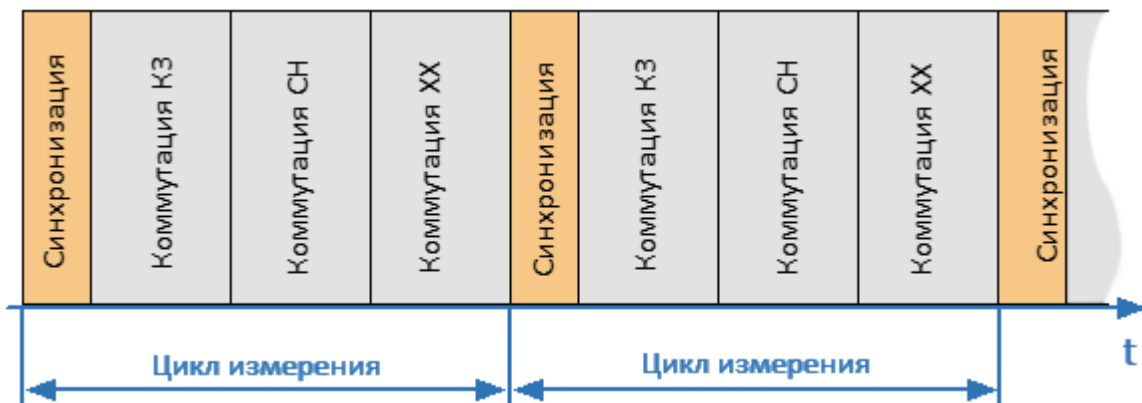 Синхронизация
Коммутация КЗ
Коммутация СН
Коммутация ХХ
Синхронизация
Коммутация КЗ
Коммутация СН
Коммутация ХХ
Синхронизация
t
Цикл измерения
Цикл измерения